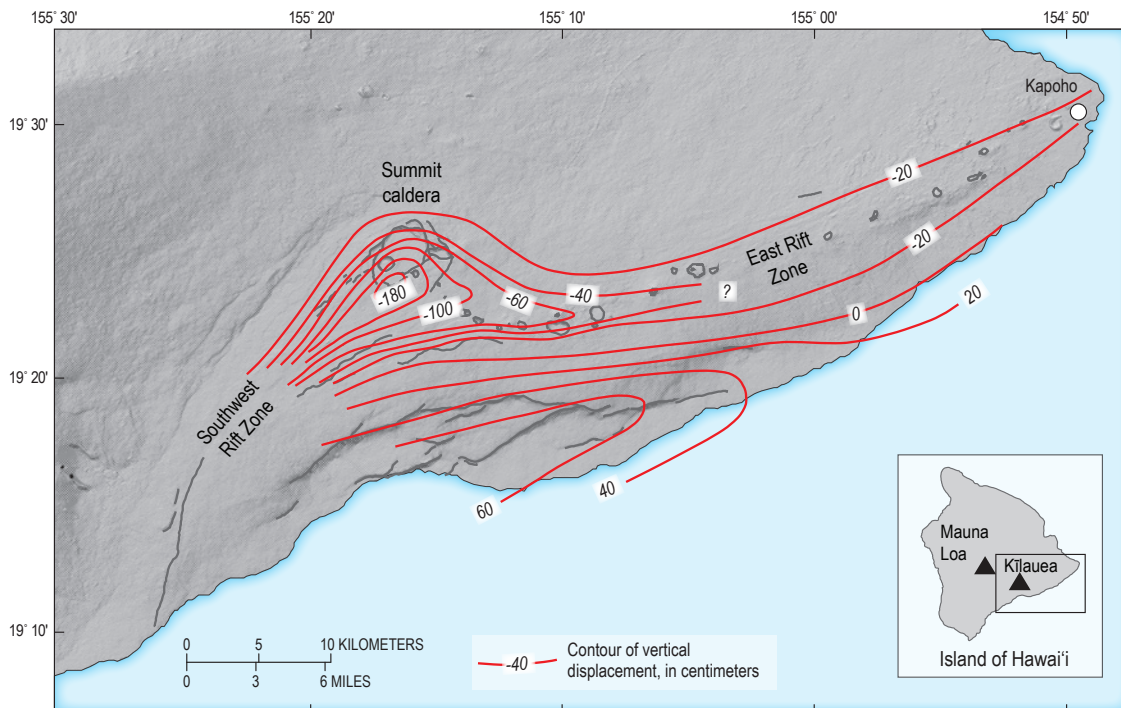 155° 30'
155° 20'
155° 10'
155° 00'
154° 50'
Kapoho
19° 30'
Summit
caldera
-20
-20
East Rift
Zone
-180
-100
-60
-40
?
0
20
19° 20'
Southwest
Rift Zone
60
40
19° 10'
0 5 10 KILOMETERS
0 3 6 MILES
-40
Contour of vertical
displacement, in centimeters
Mauna
Loa
Kīlauea
Island of Hawai‘i